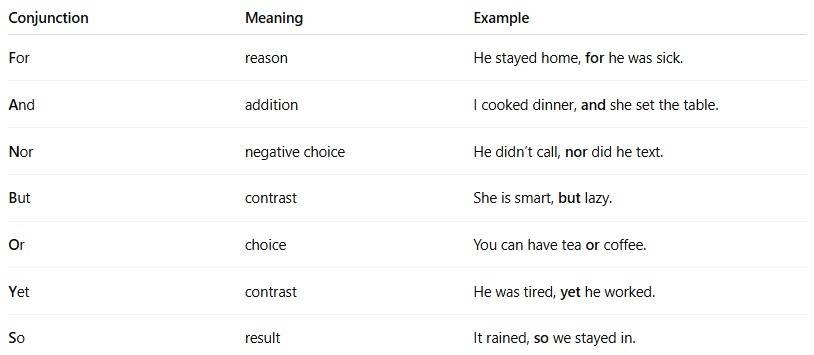 Conjunction Meaning Example
For reason He stayed home, for he was sick.
And addition I cooked dinner, and she set the table.
Nor negative choice He didn’t call, nor did he text.
But contrast She is smart, but lazy.
Or choice You can have tea or coffee.
Yet contrast He was tired, yet he worked.
So result It rained, so we stayed in.